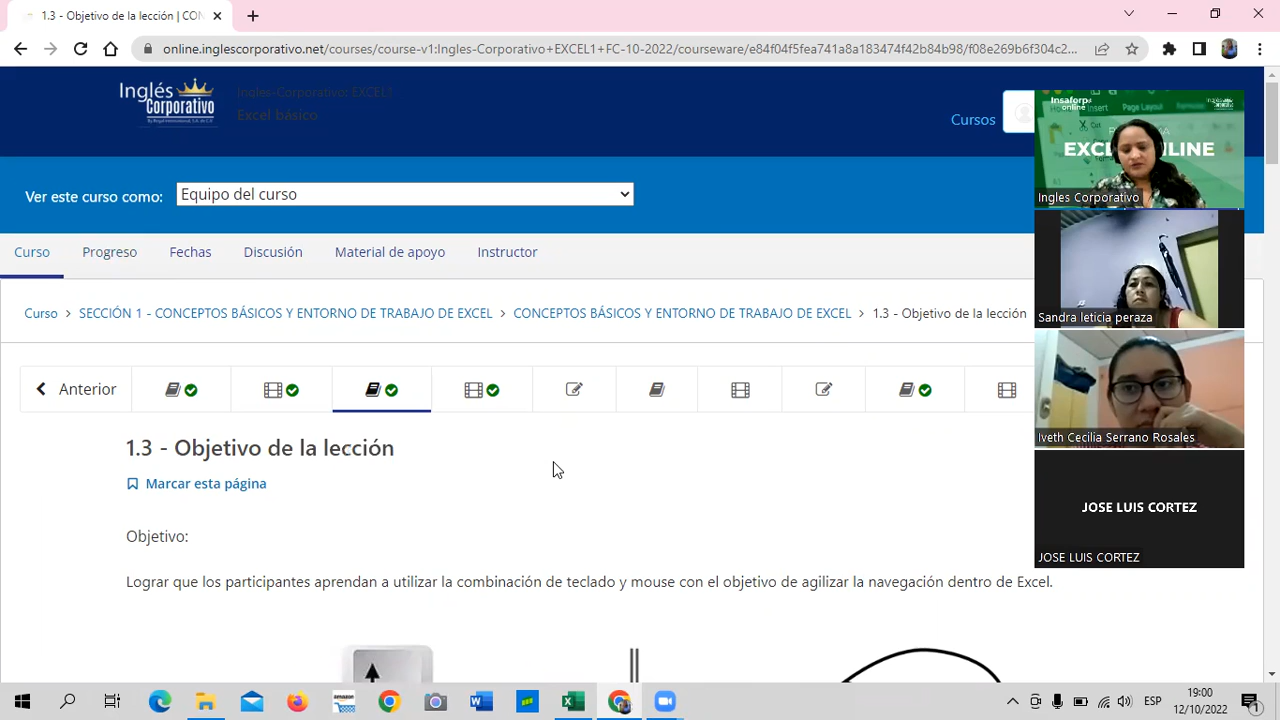 1.3 - Objetivo de la lección | CON
online.inglescorporativo.net/courses/course-v1:Ingles-Corporativo+EXCEL1+FC-10-2022/courseware/e84f04f5fea741a8a183474f42b84b98/f08e269b6f304c2...
Inglés Corporativo
Ingles-Corporativo: EXCEL1
Excel básico
Cursos
Ver este curso como:
Equipo del curso
Curso Progreso Fechas Discusión Material de apoyo Instructor
Curso > SECCIÓN 1 - CONCEPTOS BÁSICOS Y ENTORNO DE TRABAJO DE EXCEL > CONCEPTOS BÁSICOS Y ENTORNO DE TRABAJO DE EXCEL > 1.3 - Objetivo de la lección
Anterior
1.3 - Objetivo de la lección
Marcar esta página
Objetivo:
Lograr que los participantes aprendan a utilizar la combinación de teclado y mouse con el objetivo de agilizar la navegación dentro de Excel.
Insaforp online
Insert Page Layout
Cut
Ingles Corporativo
Sandra leticia peraza
Iveth Cecilia Serrano Rosales
JOSE LUIS CORTEZ
JOSE LUIS CORTEZ
amazon
ESP
19:00
12/10/2022